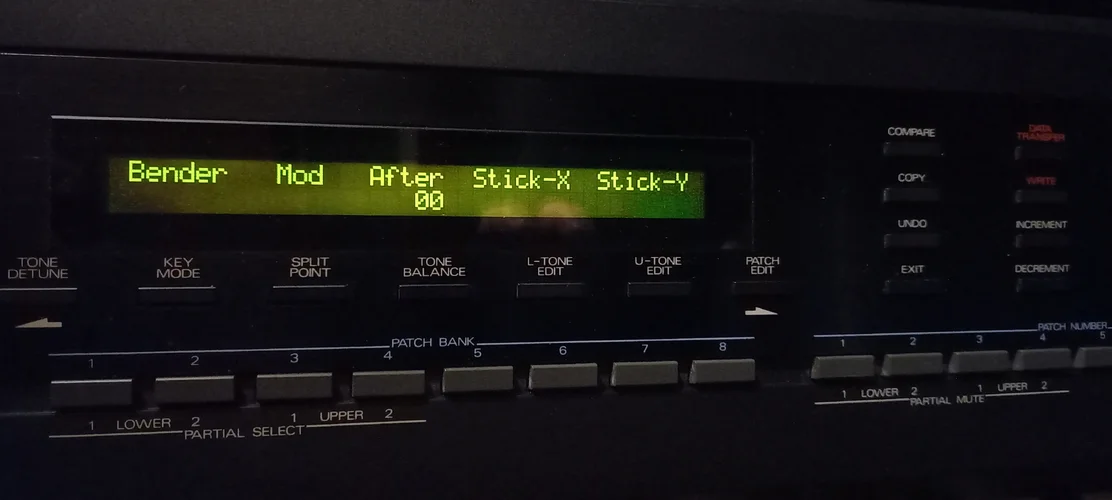 Bender Mod After Stick-X Stick-Y
00
TONE DETUNE
KEY MODE
SPLIT POINT
TONE BALANCE
L-TONE EDIT
U-TONE EDIT
PATCH EDIT
COMPARE
DATA TRANSFER
COPY
WRITE
UNDO
INCREMENT
EXIT
DECREMENT
PATCH BANK
1 2 3 4 5 6 7 8
1 LOWER 2 1 UPPER 2
PARTIAL SELECT
PATCH NUMBER
1 2 3 4 5
1 LOWER 2 1 UPPER 2
PARTIAL MUTE